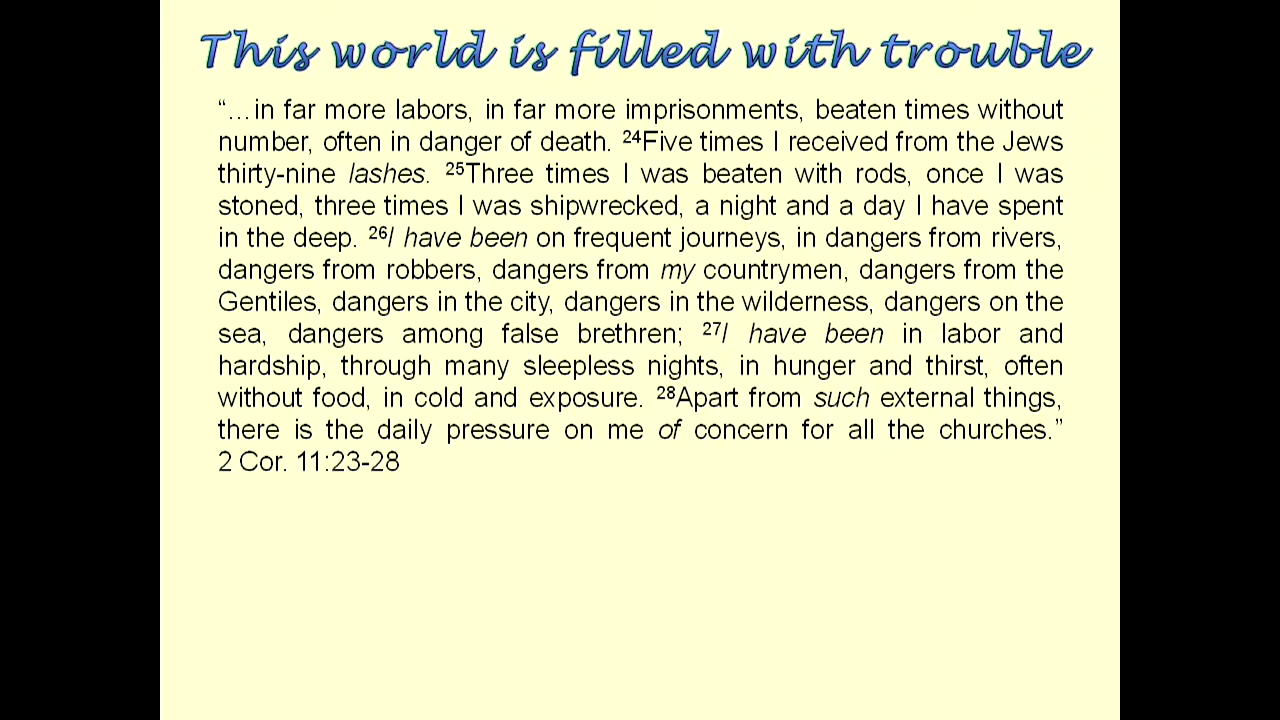 This world is filled with trouble
“…in far more labors, in far more imprisonments, beaten times without
number, often in danger of death. 24Five times I received from the Jews
thirty-nine lashes. 25Three times I was beaten with rods, once I was
stoned, three times I was shipwrecked, a night and a day I have spent
in the deep. 26I have been on frequent journeys, in dangers from rivers,
dangers from robbers, dangers from my countrymen, dangers from the
Gentiles, dangers in the city, dangers in the wilderness, dangers on the
sea, dangers among false brethren; 27I have been in labor and
hardship, through many sleepless nights, in hunger and thirst, often
without food, in cold and exposure. 28Apart from such external things,
there is the daily pressure on me of concern for all the churches.”
2 Cor. 11:23-28